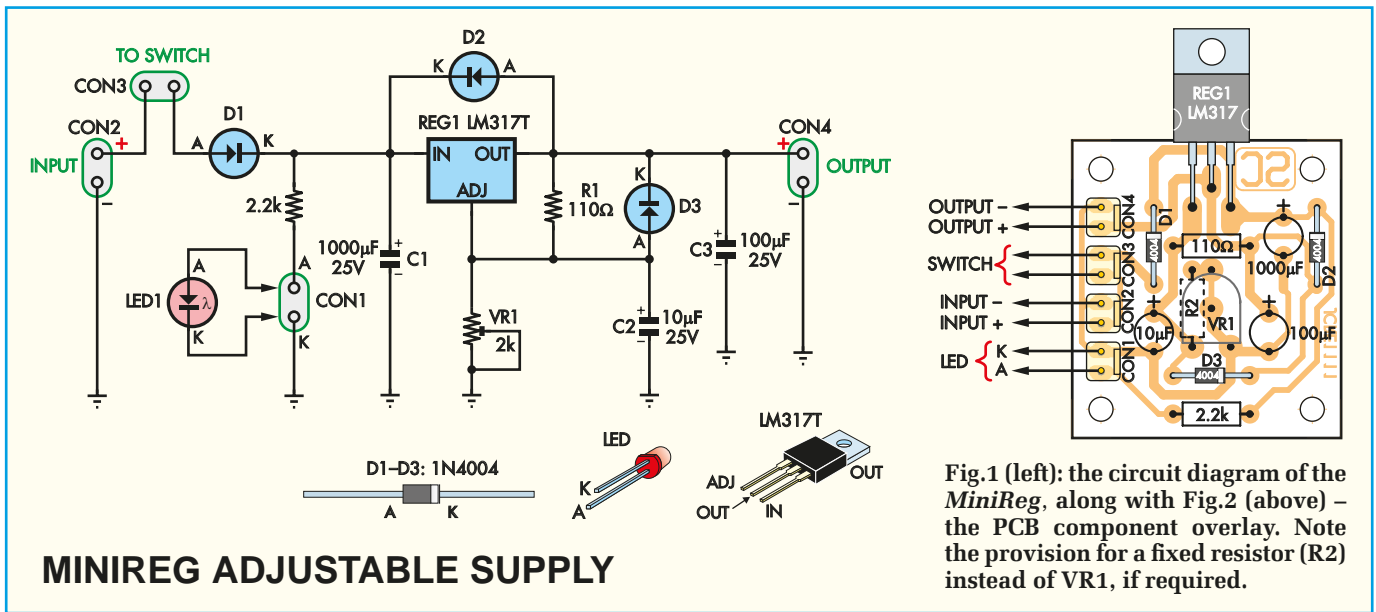 TO SWITCH
CON3
CON2
+
INPUT
–
A
D1
K
2.2k
A
CON1
K
LED1
A
λ
K
1000µF
25V
+
–
C1
D2
K
A
REG1 LM317T
IN
OUT
ADJ
R1
110Ω
K
D3
A
VR1
2k
C2
+
–
10µF
25V
C3
+
–
100µF
25V
CON4
+
OUTPUT
–
D1–D3: 1N4004
A
K
LED
K
A
LM317T
ADJ
OUT
IN
OUT
MINIREG ADJUSTABLE SUPPLY
REG1
LM317
SC
OUTPUT –
OUTPUT +
SWITCH
INPUT –
INPUT +
LED
K
A
CON4
CON3
CON2
CON1
D1
4004
110Ω
+
1000µF
4004
D2
R2
VR1
+
10µF
+
100µF
D3
4004
2.2k
Fig.1 (left): the circuit diagram of the
MiniReg, along with Fig.2 (above) –
the PCB component overlay. Note
the provision for a fixed resistor (R2)
instead of VR1, if required.